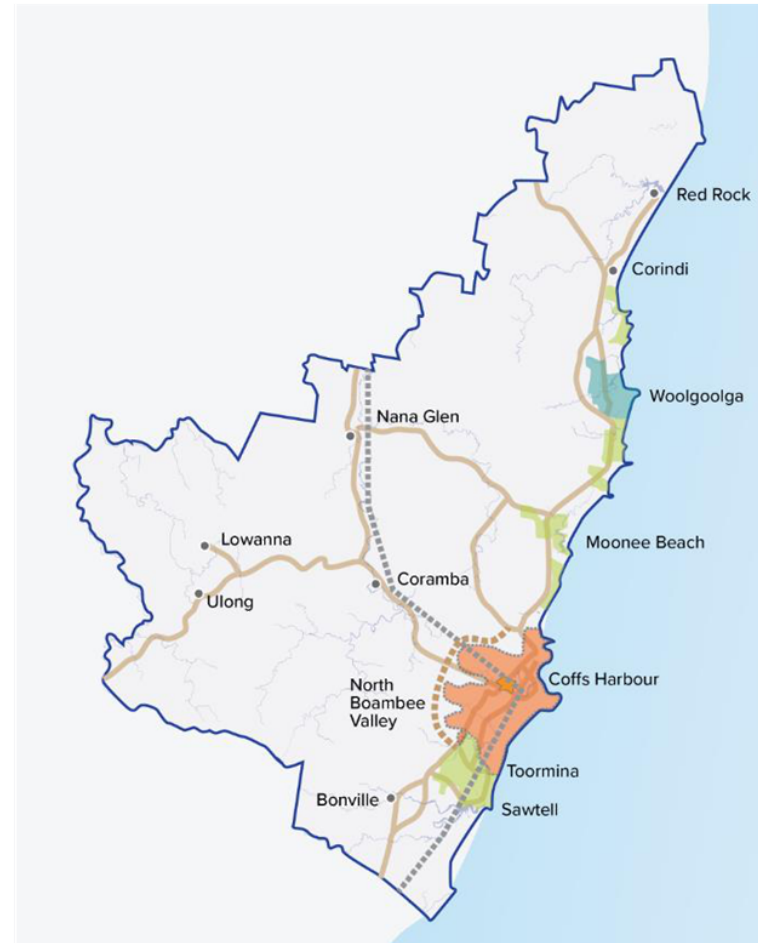 Red Rock
Corindi
Woolgoolga
Nana Glen
Moonee Beach
Lowanna
Coramba
Ulong
Coffs Harbour
North
Boambee
Valley
Toormina
Bonville
Sawtell